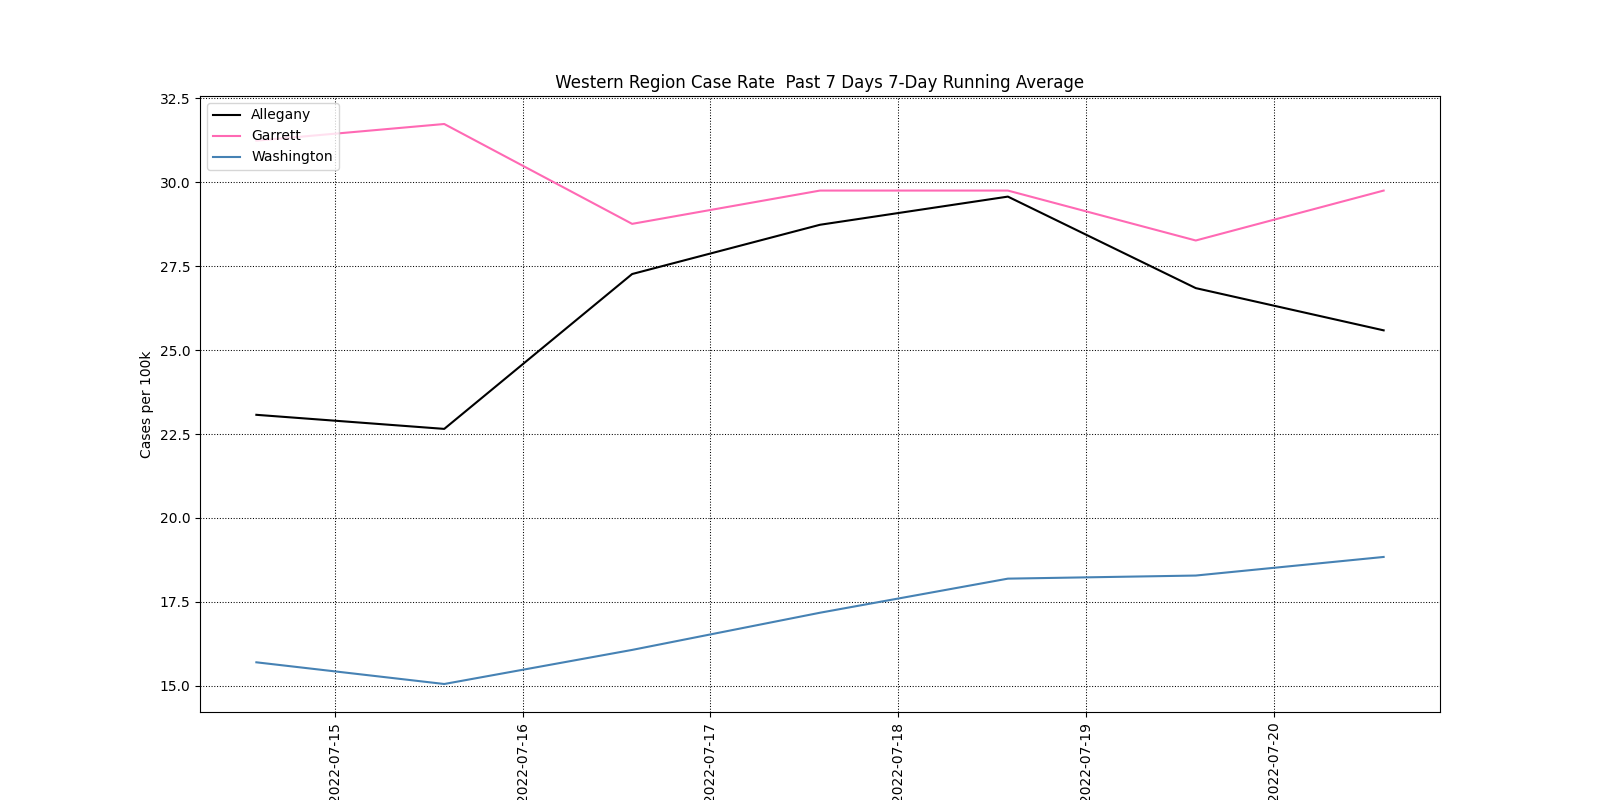 Western Region Case Rate  Past 7 Days 7-Day Running Average
Allegany
Garrett
Washington
Cases per 100k
32.5
30.0
27.5
25.0
22.5
20.0
17.5
15.0
2022-07-15
2022-07-16
2022-07-17
2022-07-18
2022-07-19
2022-07-20